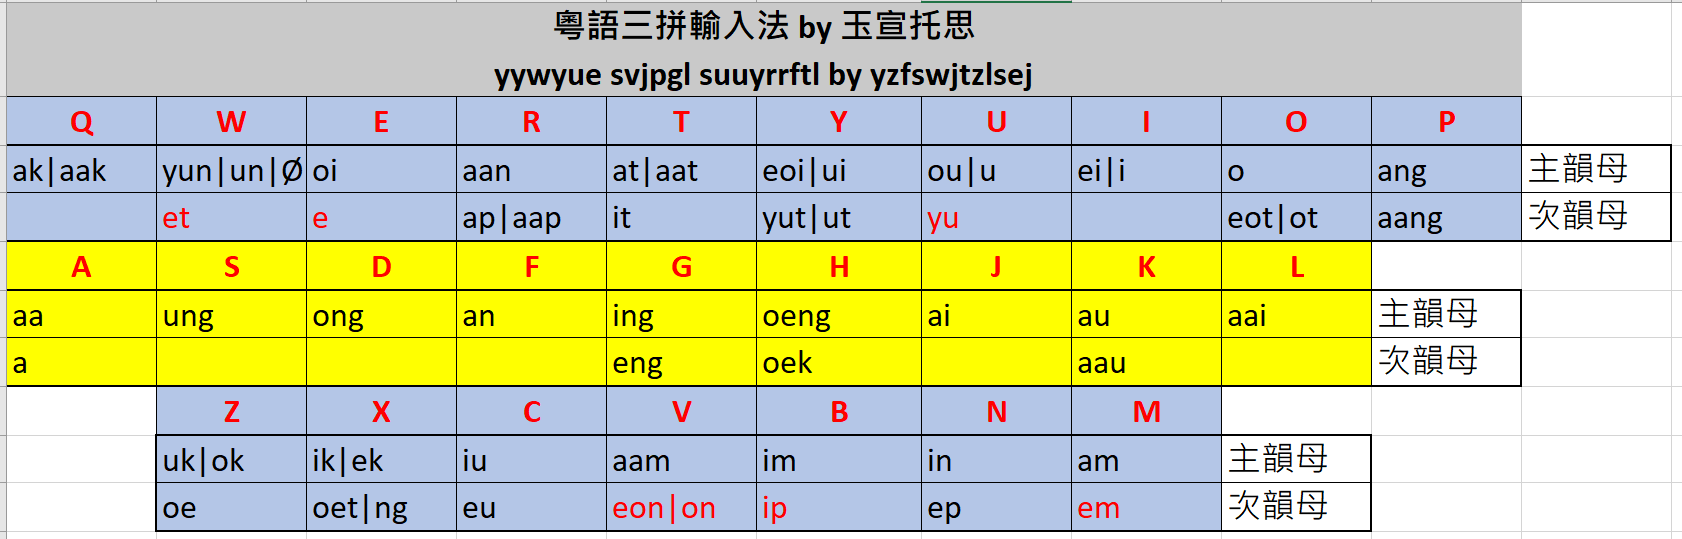 粵語三拼輸入法 by 玉宣托思
yywyue svjpgl suuyrrftl by yzfswjtzlsej
Q W E R T Y U I O P
ak|aak yun|un|Ø oi aan at|aat eoi|ui ou|u ei|i o ang 主韻母
et e ap|aap it yut|ut yu eot|ot aang 次韻母
A S D F G H J K L
aa ung ong an ing oeng ai au aai 主韻母
a eng oek aau 次韻母
Z X C V B N M
uk|ok ik|ek iu aam im in am 主韻母
oe oet|ng eu eon|on ip ep em 次韻母